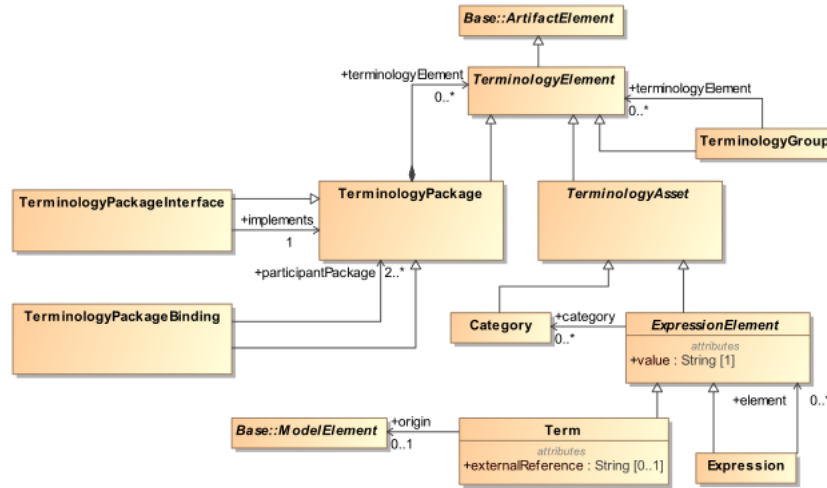 Base::ArtifactElement
+terminologyElement
0..*
TerminologyElement
+terminologyElement
0..*
TerminologyGroup
TerminologyPackageInterface
+implements
1
TerminologyPackage
TerminologyAsset
+participantPackage
2..*
TerminologyPackageBinding
Category
+category
0..*
ExpressionElement
attributes
+value : String [1]
+element
0..*
Base::ModelElement
+origin
0..1
Term
attributes
+externalReference : String [0..1]
Expression